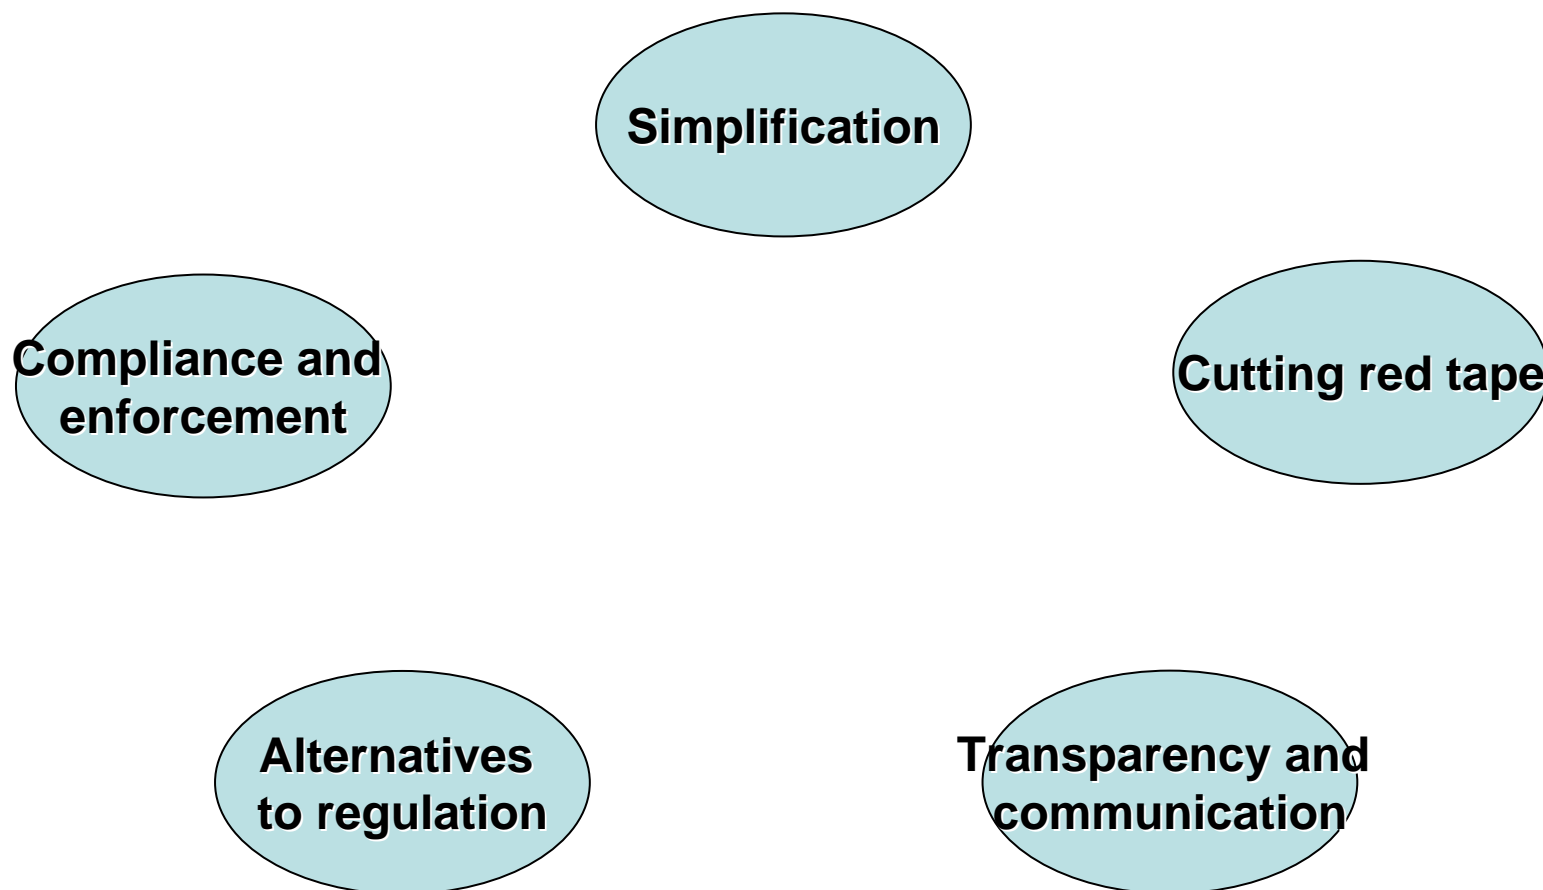 Simplification
Compliance and
enforcement
Cutting red tape
Alternatives
to regulation
Transparency and
communication